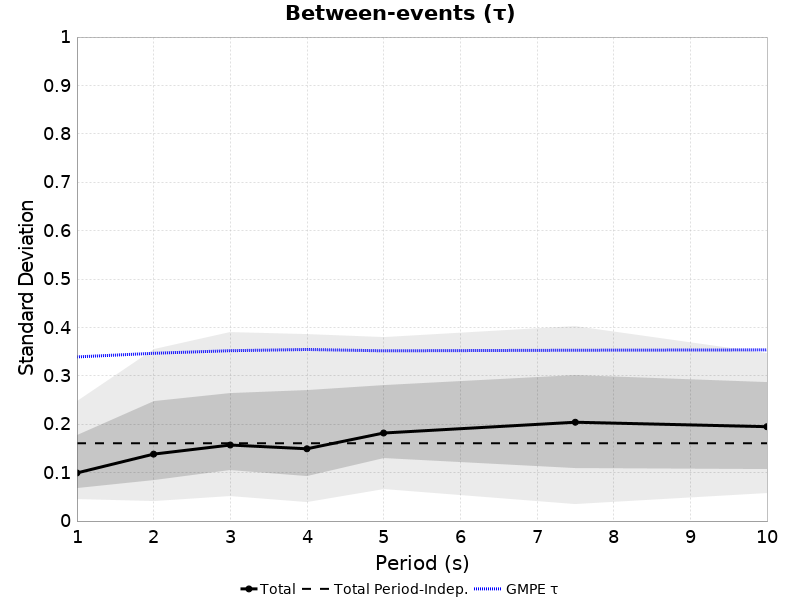 Between-events (τ)
Standard Deviation
1
0.9
0.8
0.7
0.6
0.5
0.4
0.3
0.2
0.1
0
1 2 3 4 5 6 7 8 9 10
Period (s)
Total Total Period-Indep. GMPE τ